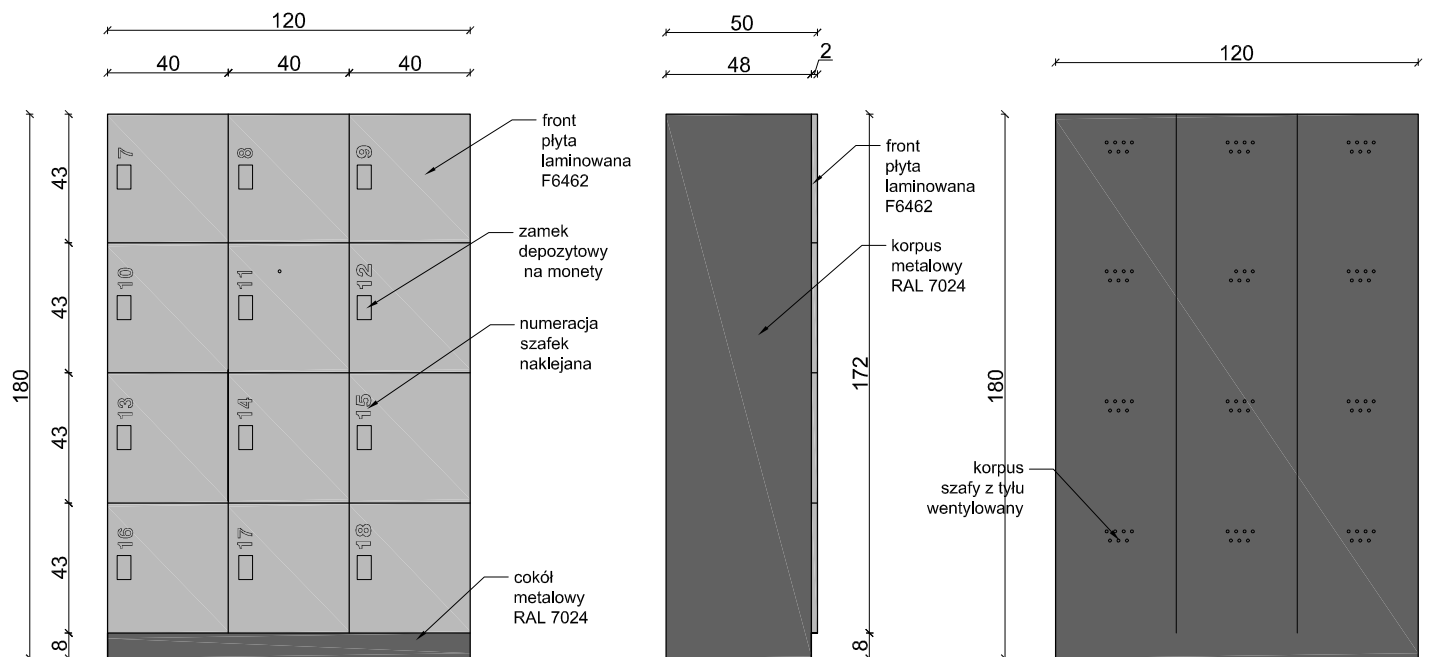 120
40
40
40
180
43
43
43
43
8
7
8
9
10
11
12
13
14
15
16
17
18
front
płyta
laminowana
F6462
zamek
depozytowy
na monety
numeracja
szafek
naklejana
cokół
metalowy
RAL 7024
50
48
2
172
8
front
płyta
laminowana
F6462
korpus
metalowy
RAL 7024
120
180
korpus
szafy z tyłu
wentylowany